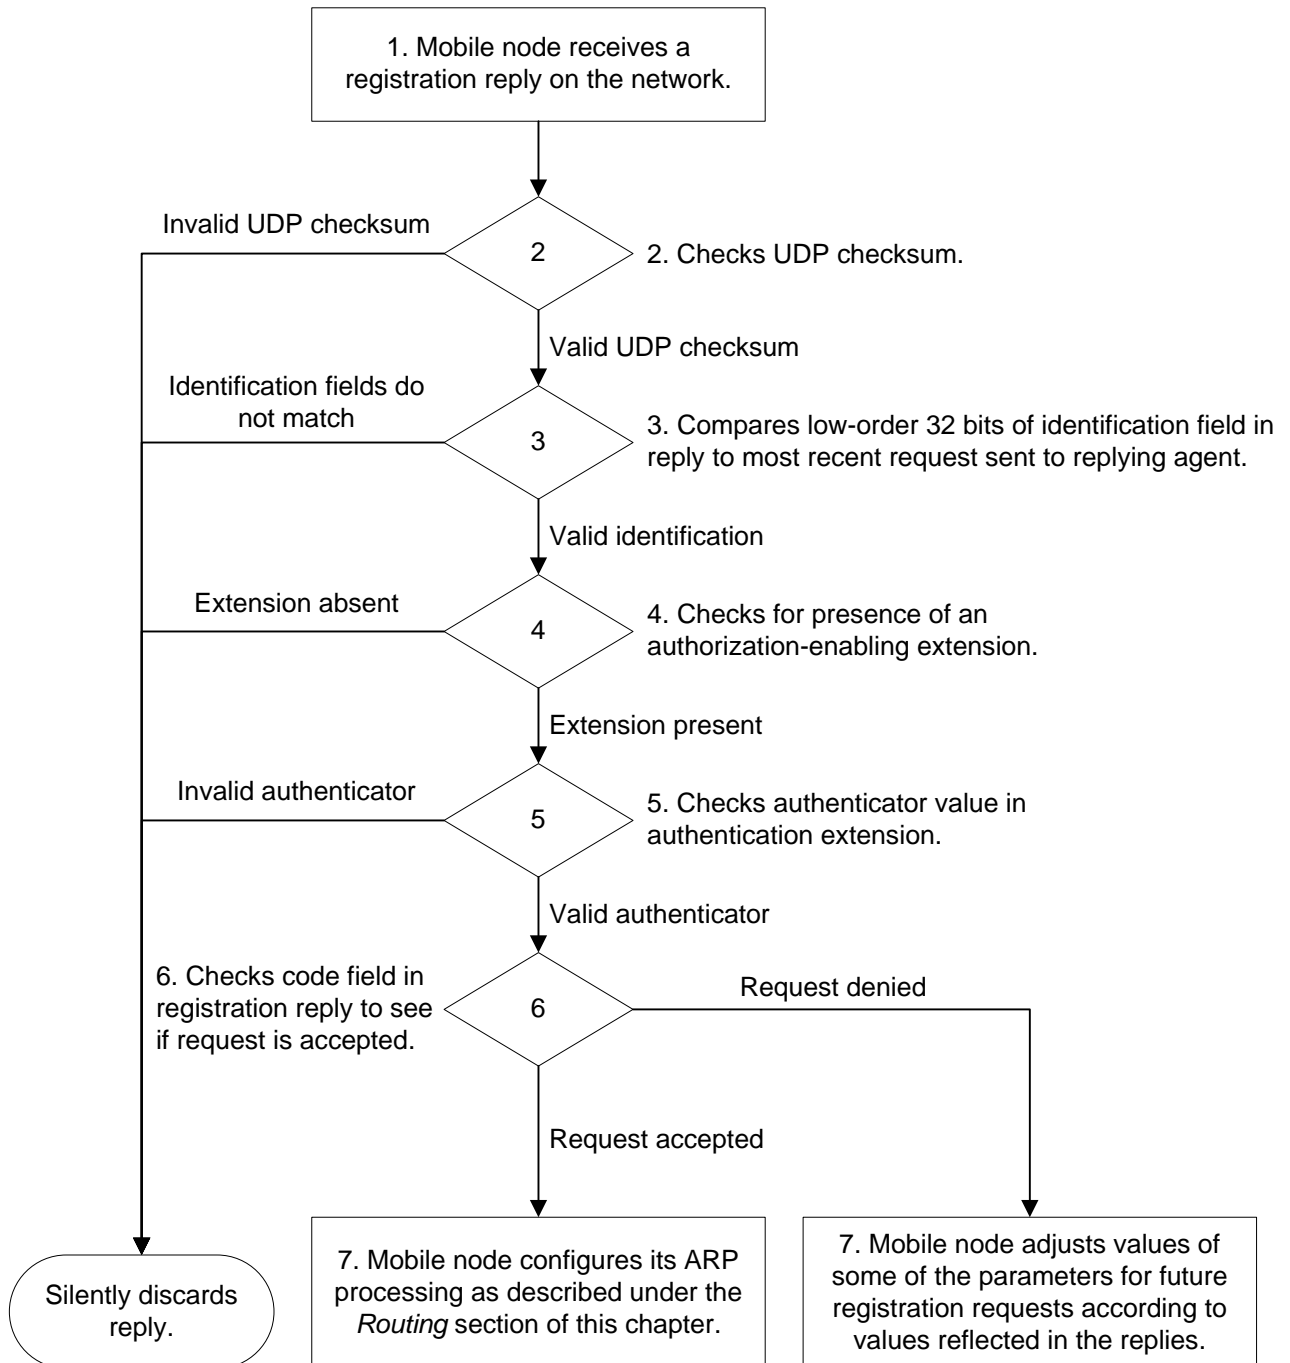 1. Mobile node receives a
registration reply on the network.
Invalid UDP checksum
2
2. Checks UDP checksum.
Valid UDP checksum
Identification fields do
not match
3
3. Compares low-order 32 bits of identification field in
reply to most recent request sent to replying agent.
Valid identification
Extension absent
4
4. Checks for presence of an
authorization-enabling extension.
Extension present
Invalid authenticator
5
5. Checks authenticator value in
authentication extension.
Valid authenticator
6. Checks code field in
registration reply to see
if request is accepted.
6
Request denied
Request accepted
Silently discards
reply.
7. Mobile node configures its ARP
processing as described under the
Routing section of this chapter.
7. Mobile node adjusts values of
some of the parameters for future
registration requests according to
values reflected in the replies.